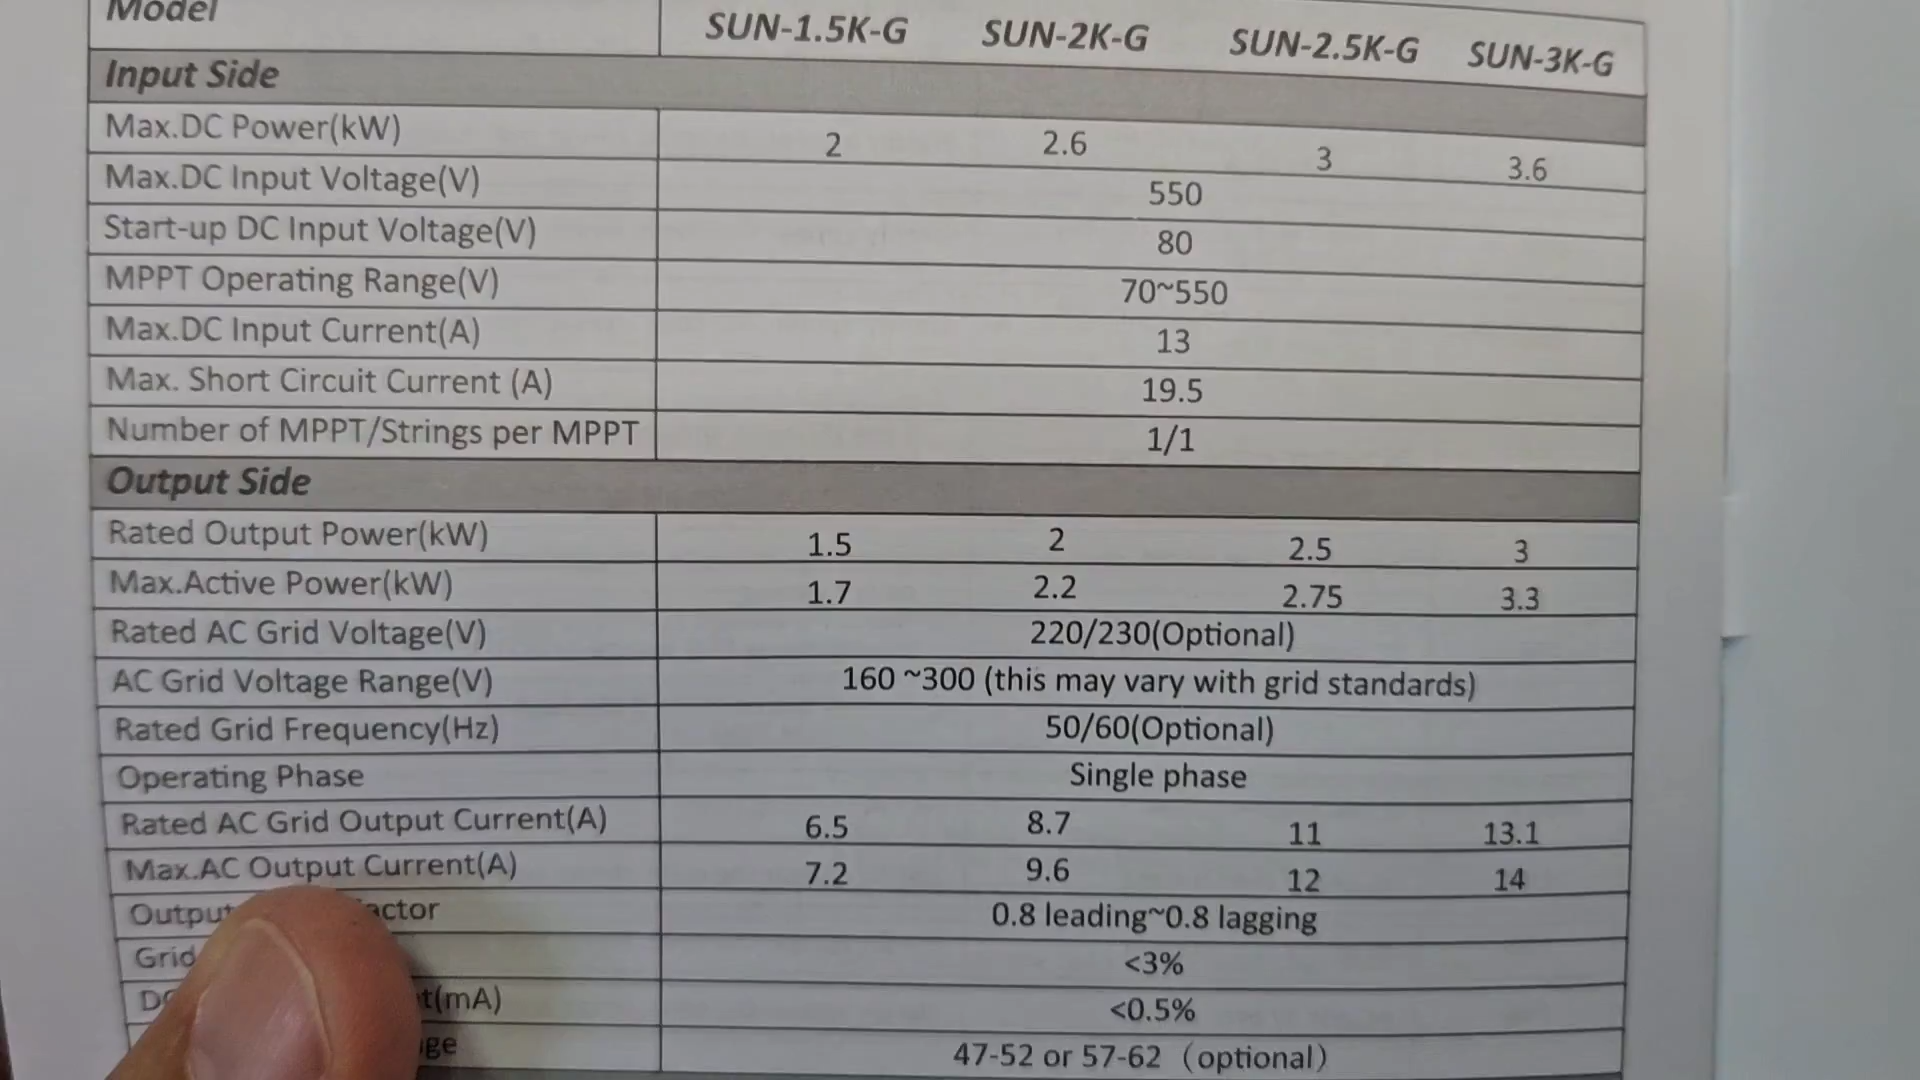 Model SUN-1.5K-G SUN-2K-G SUN-2.5K-G SUN-3K-G
Input Side
Max.DC Power(kW) 2 2.6 3 3.6
Max.DC Input Voltage(V) 550
Start-up DC Input Voltage(V) 80
MPPT Operating Range(V) 70~550
Max.DC Input Current(A) 13
Max. Short Circuit Current (A) 19.5
Number of MPPT/Strings per MPPT 1/1
Output Side
Rated Output Power(kW) 1.5 2 2.5 3
Max.Active Power(kW) 1.7 2.2 2.75 3.3
Rated AC Grid Voltage(V) 220/230(Optional)
AC Grid Voltage Range(V) 160 ~300 (this may vary with grid standards)
Rated Grid Frequency(Hz) 50/60(Optional)
Operating Phase Single phase
Rated AC Grid Output Current(A) 6.5 8.7 11 13.1
Max.AC Output Current(A) 7.2 9.6 12 14
Output 0.8 leading~0.8 lagging
Grid <3%
(mA) <0.5%
47-52 or 57-62 (optional)